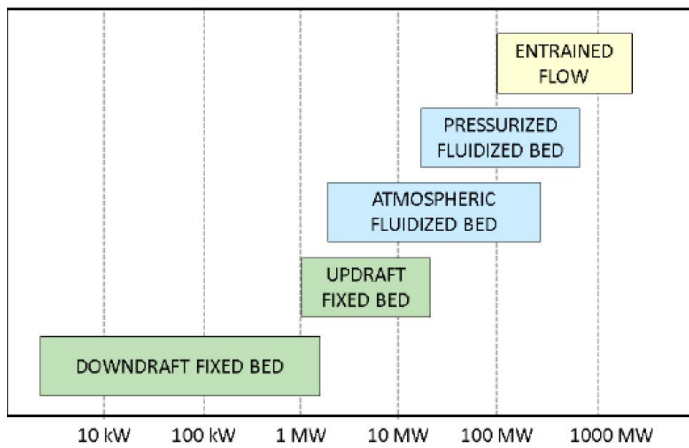 ENTRAINED
FLOW
PRESSURIZED
FLUIDIZED BED
ATMOSPHERIC
FLUIDIZED BED
UPDRAFT
FIXED BED
DOWNDRAFT FIXED BED
10 kW 100 kW 1 MW 10 MW 100 MW 1000 MW